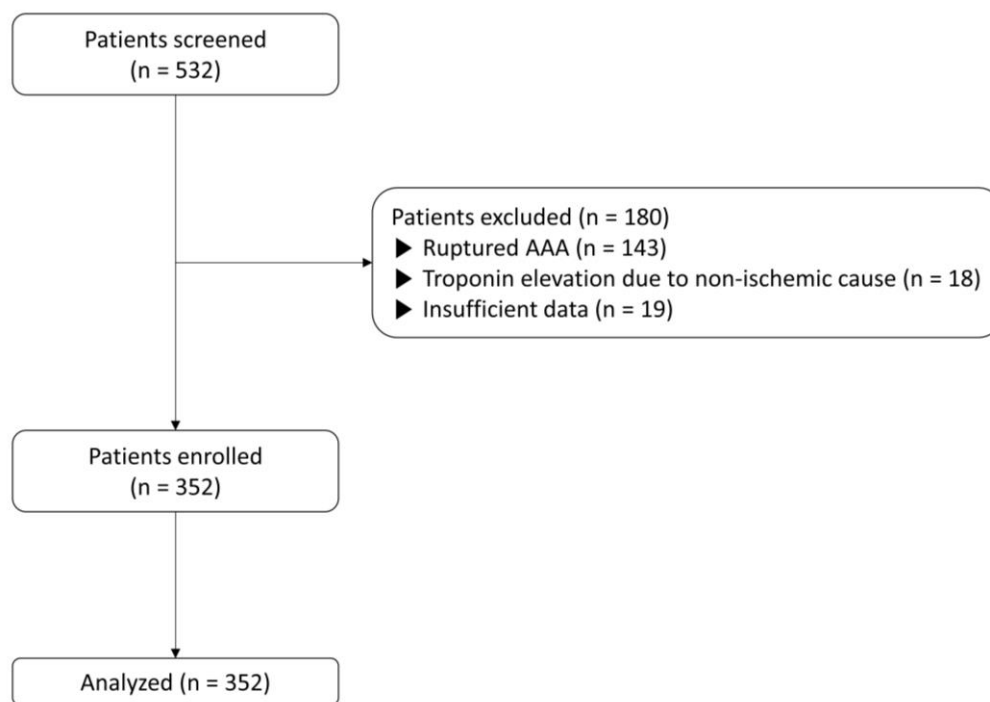 Patients screened
(n = 532)
Patients excluded (n = 180)
▶ Ruptured AAA (n = 143)
▶ Troponin elevation due to non-ischemic cause (n = 18)
▶ Insufficient data (n = 19)
Patients enrolled
(n = 352)
Analyzed (n = 352)